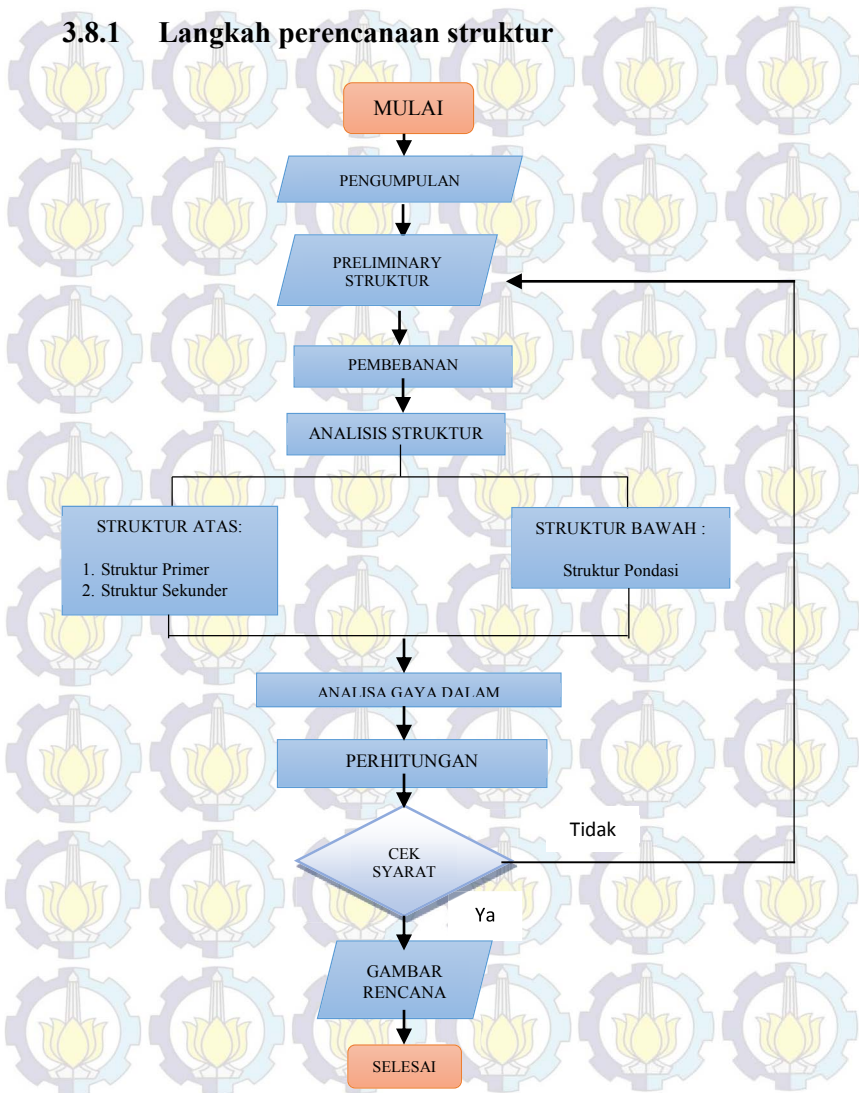 3.8.1 Langkah perencanaan struktur
MULAI
PENGUMPULAN
PRELIMINARY
STRUKTUR
PEMBEBANAN
ANALISIS STRUKTUR
STRUKTUR ATAS:
1. Struktur Primer
2. Struktur Sekunder
STRUKTUR BAWAH :
Struktur Pondasi
ANALISA GAYA DALAM
PERHITUNGAN
CEK
SYARAT
Tidak
Ya
GAMBAR
RENCANA
SELESAI